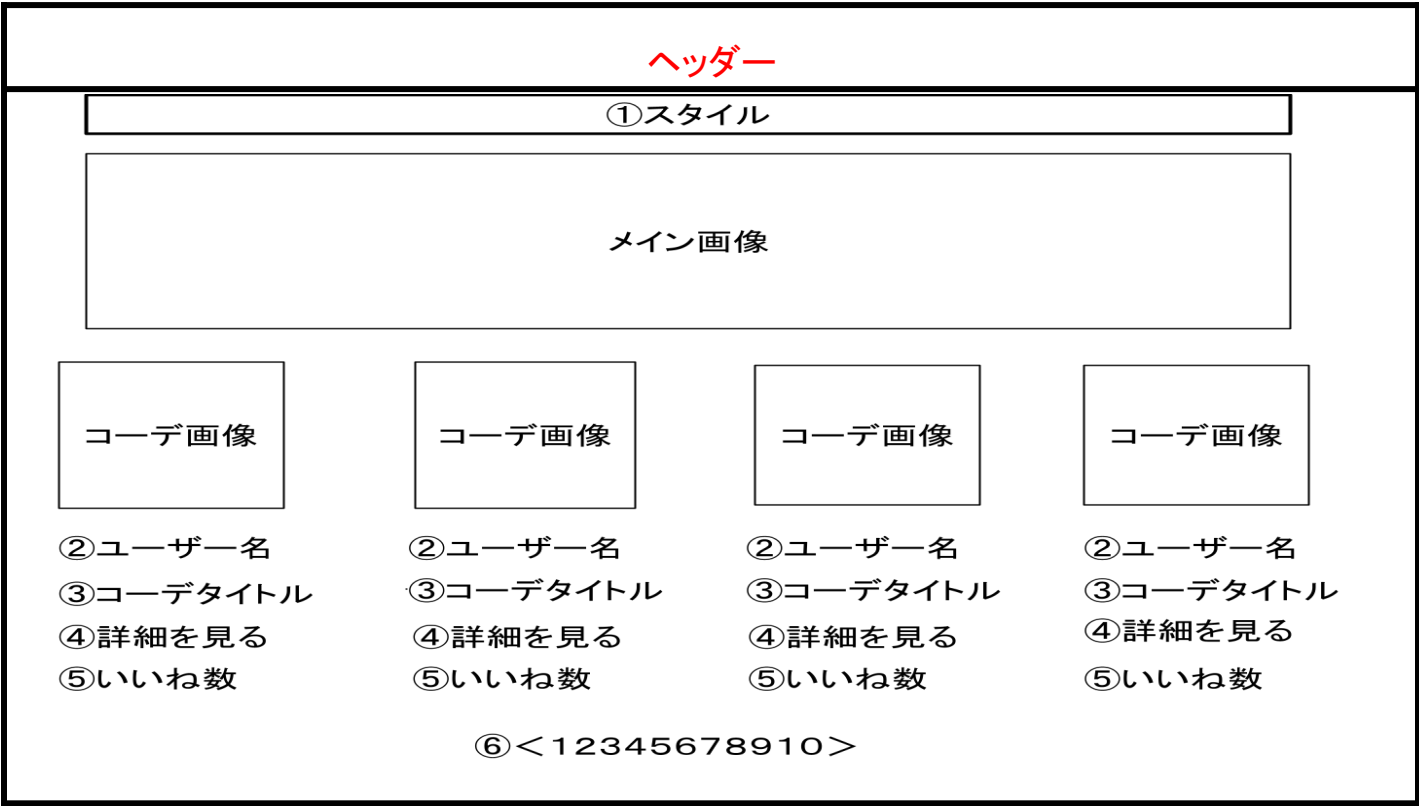 ヘッダー
①スタイル
メイン画像
コーデ画像 コーデ画像 コーデ画像 コーデ画像
②ユーザー名 ②ユーザー名 ②ユーザー名 ②ユーザー名
③コーデタイトル ③コーデタイトル ③コーデタイトル ③コーデタイトル
④詳細を見る ④詳細を見る ④詳細を見る ④詳細を見る
⑤いいね数 ⑤いいね数 ⑤いいね数 ⑤いいね数
⑥＜12345678910＞